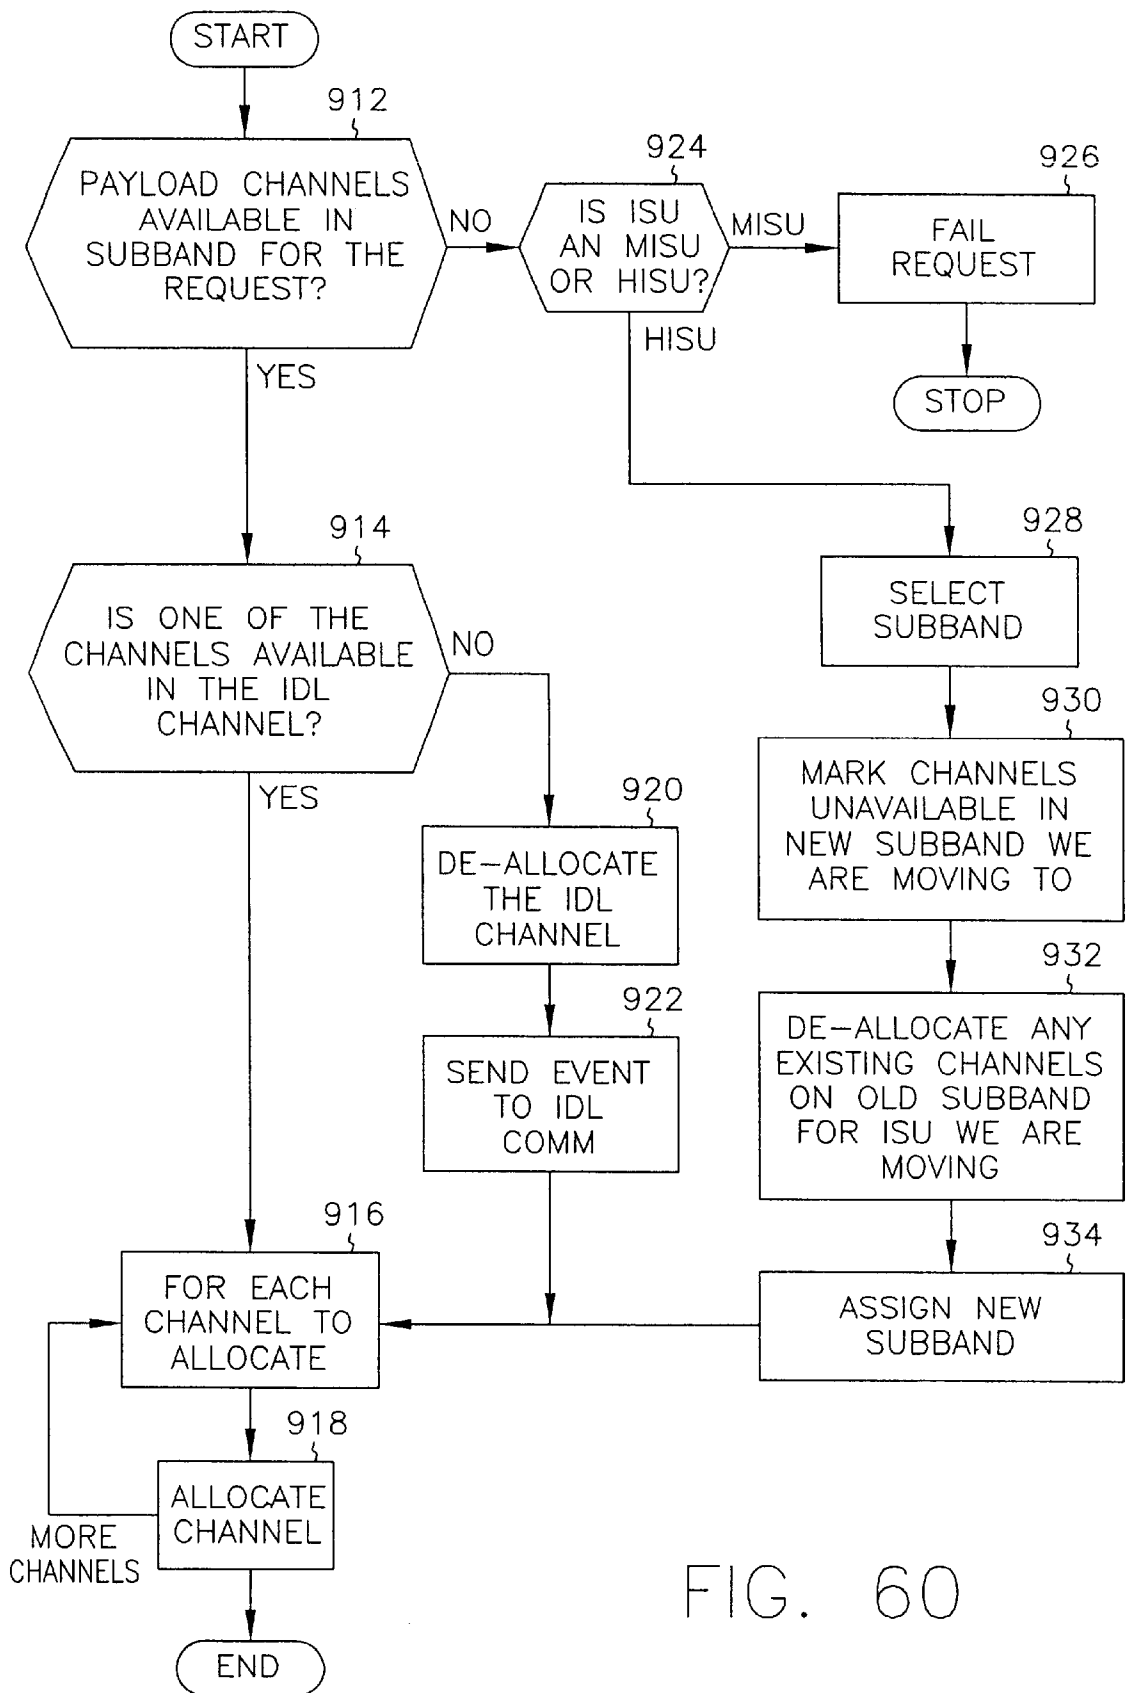 START
912
PAYLOAD CHANNELS
AVAILABLE IN
SUBBAND FOR THE
REQUEST?
NO
YES
924
IS ISU
AN MISU
OR HISU?
MISU
HISU
926
FAIL
REQUEST
STOP
914
IS ONE OF THE
CHANNELS AVAILABLE
IN THE IDL
CHANNEL?
NO
YES
928
SELECT
SUBBAND
930
MARK CHANNELS
UNAVAILABLE IN
NEW SUBBAND WE
ARE MOVING TO
920
DE-ALLOCATE
THE IDL
CHANNEL
922
SEND EVENT
TO IDL
COMM
932
DE-ALLOCATE ANY
EXISTING CHANNELS
ON OLD SUBBAND
FOR ISU WE ARE
MOVING
934
ASSIGN NEW
SUBBAND
916
FOR EACH
CHANNEL TO
ALLOCATE
918
ALLOCATE
CHANNEL
MORE
CHANNELS
END
FIG. 60